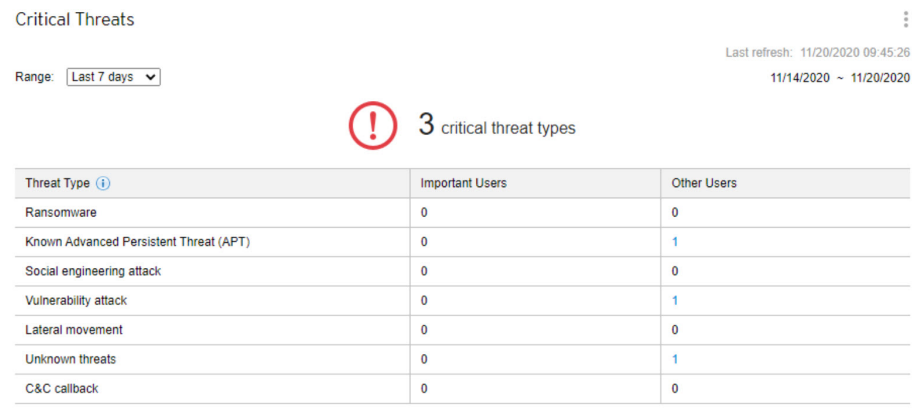 Critical Threats
Last refresh: 11/20/2020 09:45:26
Range: Last 7 days 11/14/2020 ~ 11/20/2020
3 critical threat types
Threat Type Important Users Other Users
Ransomware 0 0
Known Advanced Persistent Threat (APT) 0 1
Social engineering attack 0 0
Vulnerability attack 0 1
Lateral movement 0 0
Unknown threats 0 1
C&C callback 0 0